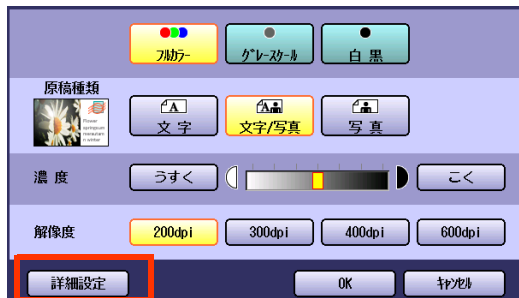 フルカラー グレースケール 白 黒
原稿種類
A A
文 字 文字/写真 写 真
濃 度 うすく こく
解像度 200dpi 300dpi 400dpi 600dpi
詳細設定 OK キャンセル